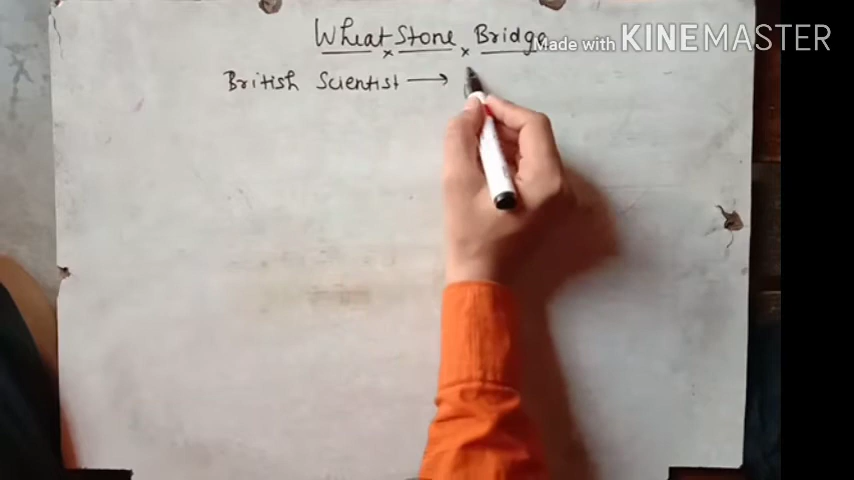 Wheat Stone Bridge
Made with KINEMASTER
British Scientist →